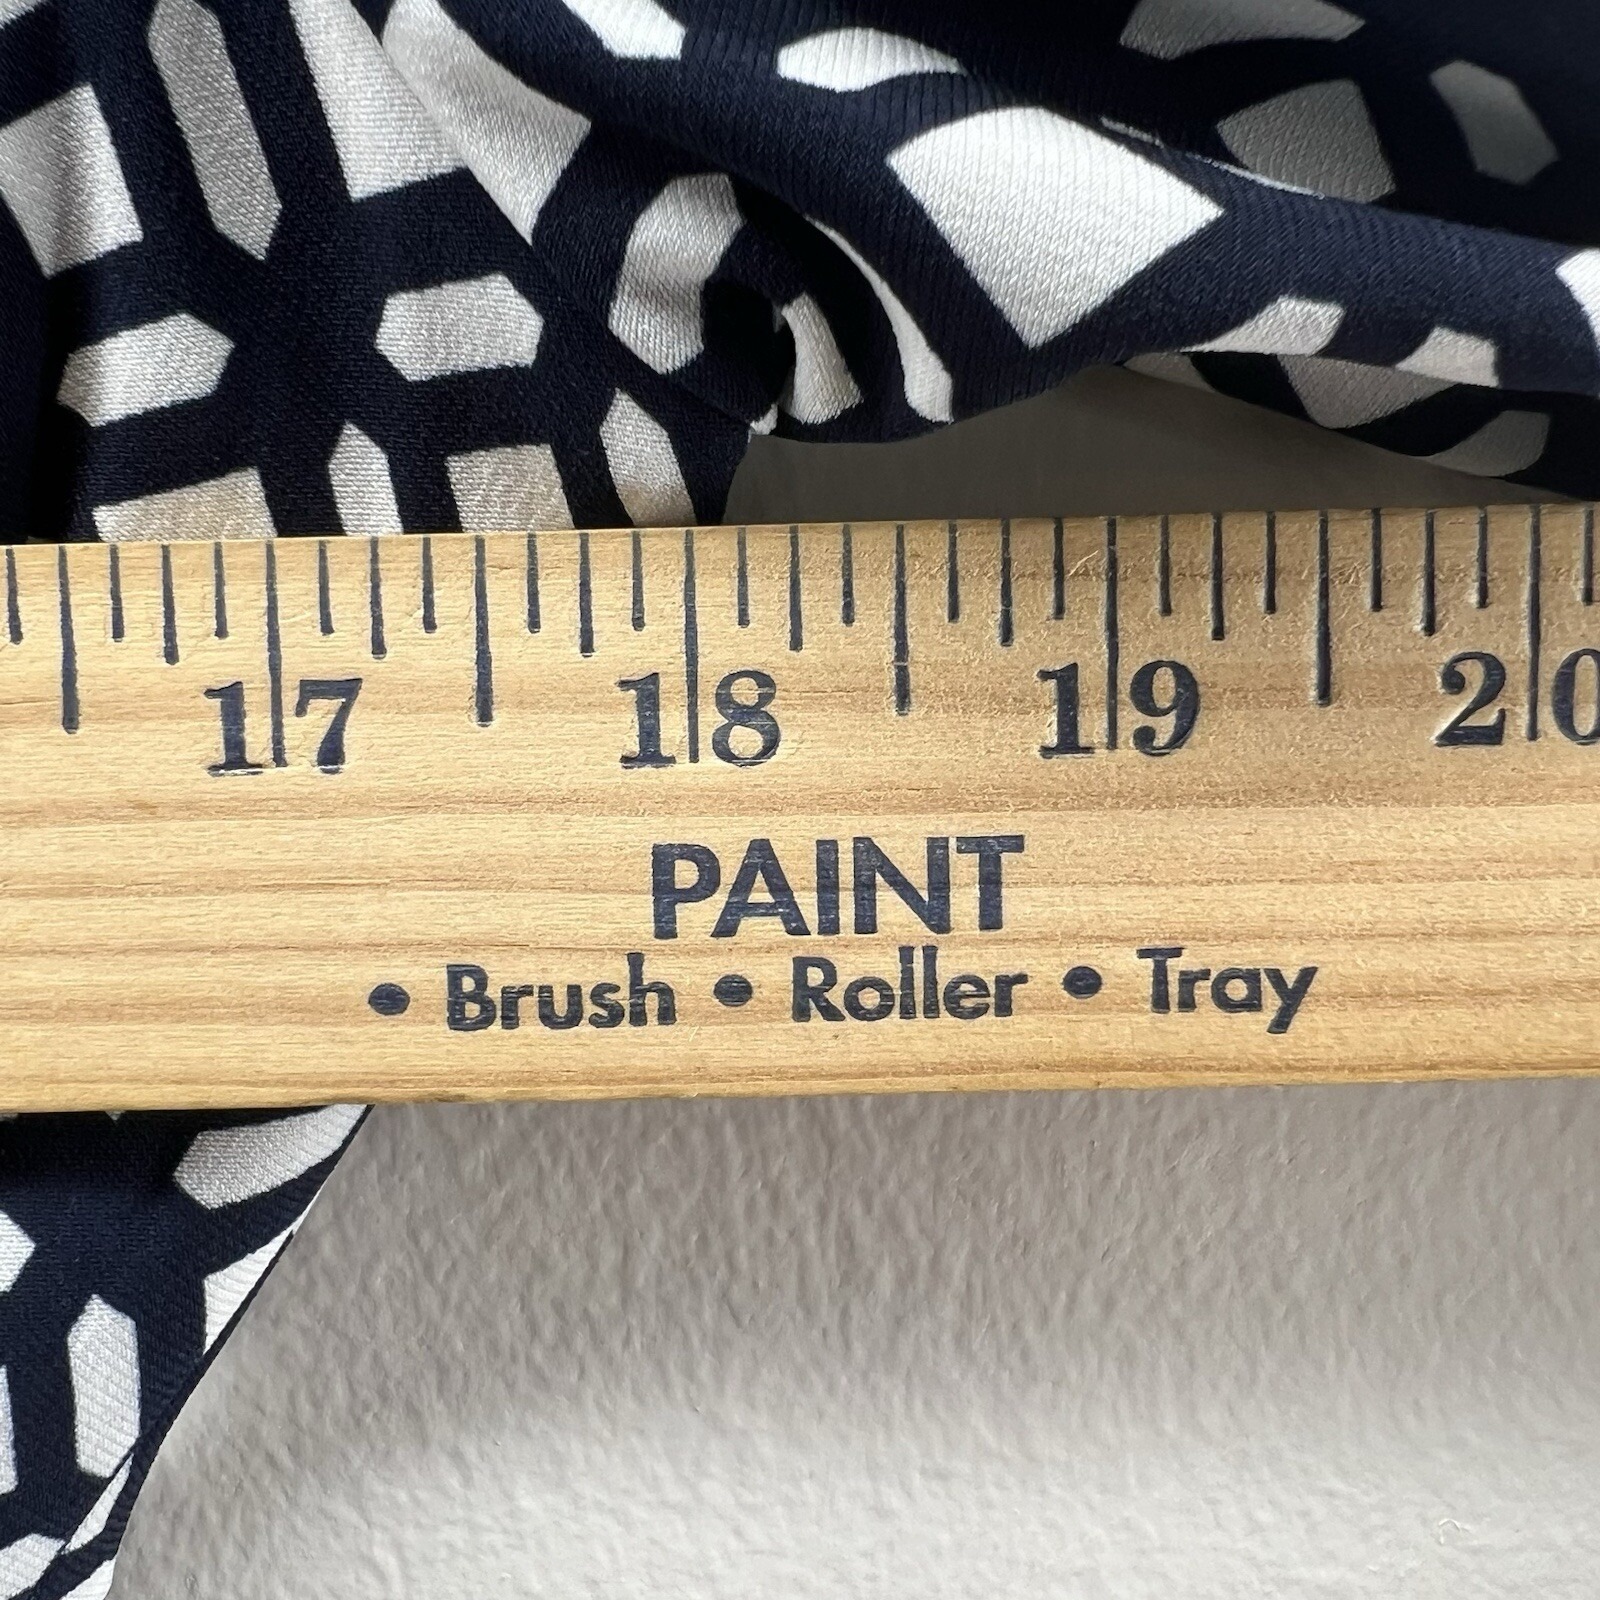 17 18 19 20
PAINT
• Brush • Roller • Tray